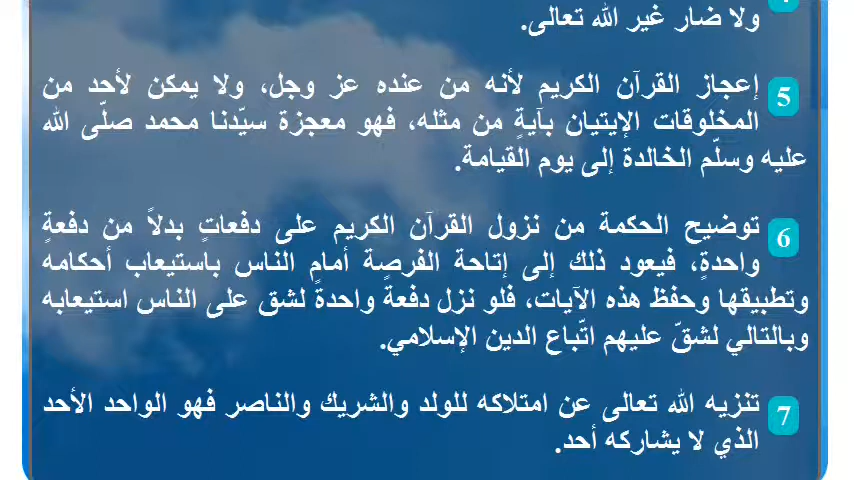 ولا ضار غير الله تعالى.
5 إعجاز القرآن الكريم لأنه من عنده عز وجل، ولا يمكن لأحد من
المخلوقات الإيتيان بآيةٍ من مثله، فهو معجزة سيّدنا محمد صلّى الله
عليه وسلّم الخالدة إلى يوم القيامة.
6 توضيح الحكمة من نزول القرآن الكريم على دفعاتٍ بدلاً من دفعةٍ
واحدةٍ، فيعود ذلك إلى إتاحة الفرصة أمام الناس باستيعاب أحكامه
وتطبيقها وحفظ هذه الآيات، فلو نزل دفعةً واحدةً لشق على الناس استيعابه
وبالتالي لشقّ عليهم اتّباع الدين الإسلامي.
7 تنزيه الله تعالى عن امتلاكه للولد والشريك والناصر فهو الواحد الأحد
الذي لا يشاركه أحد.